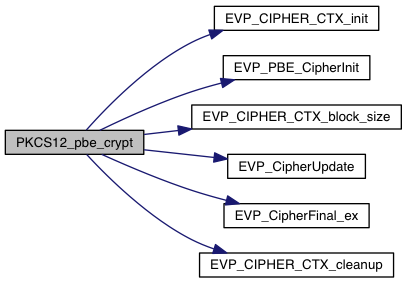 EVP_CIPHER_CTX_init
EVP_PBE_CipherInit
EVP_CIPHER_CTX_block_size
PKCS12_pbe_crypt
EVP_CipherUpdate
EVP_CipherFinal_ex
EVP_CIPHER_CTX_cleanup